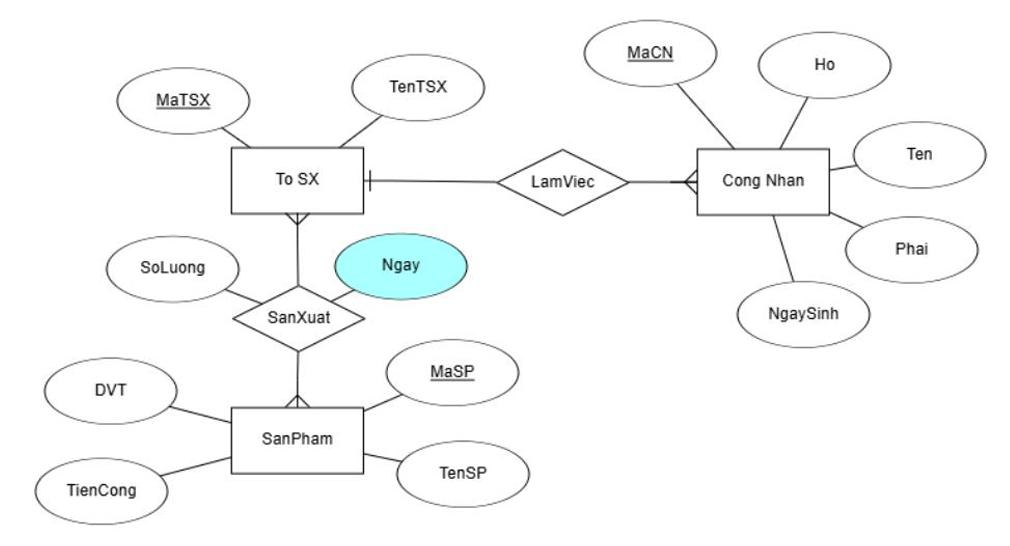 MaCN
Ho
MaTSX
TenTSX
Ten
To SX
LamViec
Cong Nhan
Phai
SoLuong
Ngay
SanXuat
NgaySinh
MaSP
DVT
SanPham
TenSP
TienCong